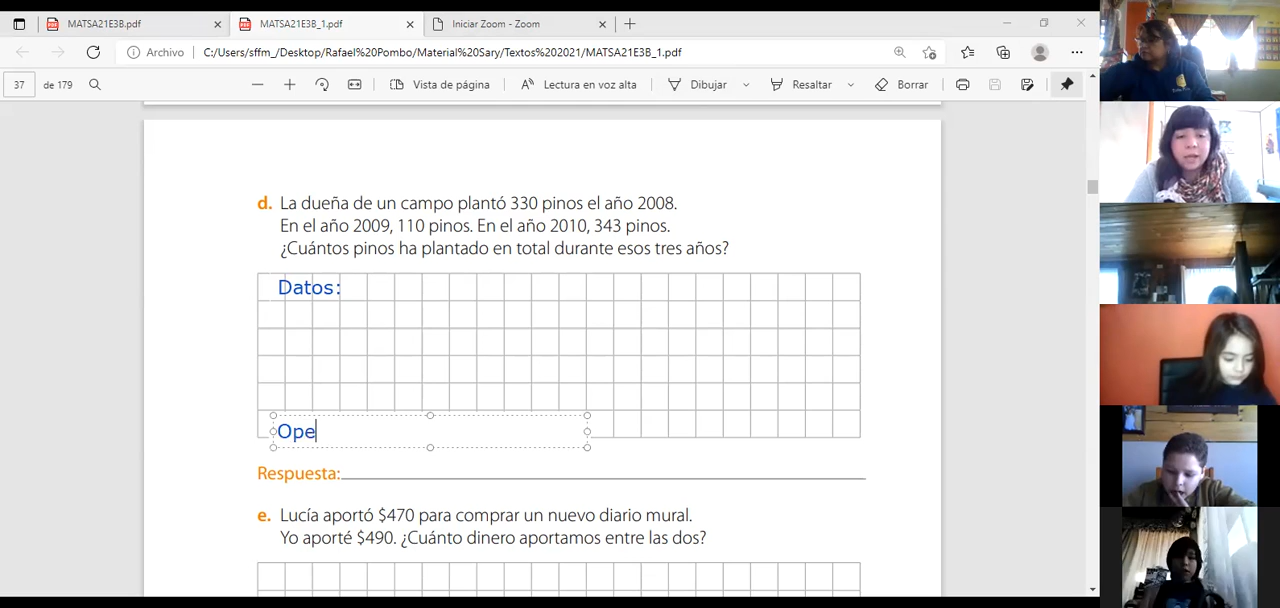 MATSA21E3B.pdf
MATSA21E3B_1.pdf
Iniciar Zoom - Zoom
Archivo
C:/Users/sffm_/Desktop/Rafael%20Pombo/Material%20Sary/Textos%202021/MATSA21E3B_1.pdf
37 de 179
Vista de página
Lectura en voz alta
Dibujar
Resaltar
Borrar
d. La dueña de un campo plantó 330 pinos el año 2008.
En el año 2009, 110 pinos. En el año 2010, 343 pinos.
¿Cuántos pinos ha plantado en total durante esos tres años?
Datos:
Ope
Respuesta:
e. Lucía aportó $470 para comprar un nuevo diario mural.
Yo aporté $490. ¿Cuánto dinero aportamos entre las dos?